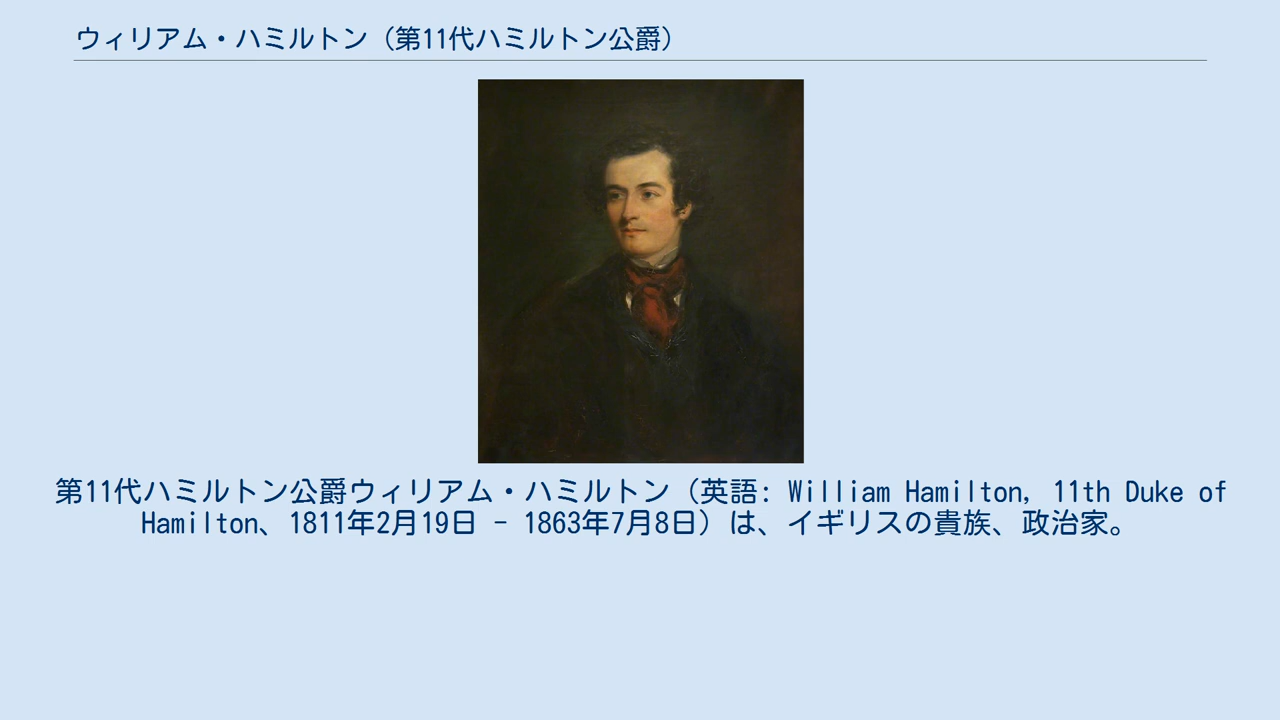 ウィリアム・ハミルトン（第11代ハミルトン公爵）
第11代ハミルトン公爵ウィリアム・ハミルトン（英語: William Hamilton, 11th Duke of
Hamilton、1811年2月19日 - 1863年7月8日）は、イギリスの貴族、政治家。